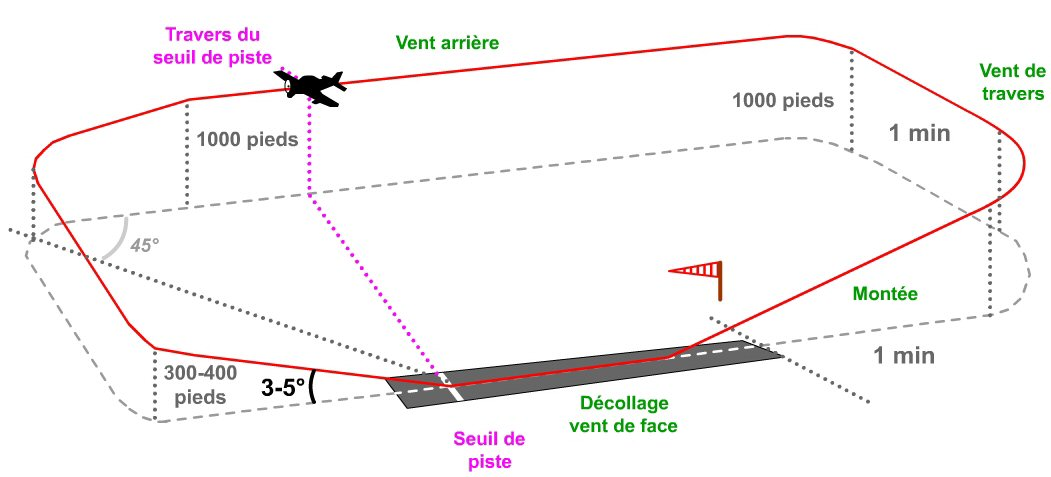 Travers du
seuil de piste
Vent arrière
Vent de
travers
1000 pieds
1 min
1000 pieds
45°
Montée
1 min
300-400
pieds
3-5°
Décollage
vent de face
Seuil de
piste